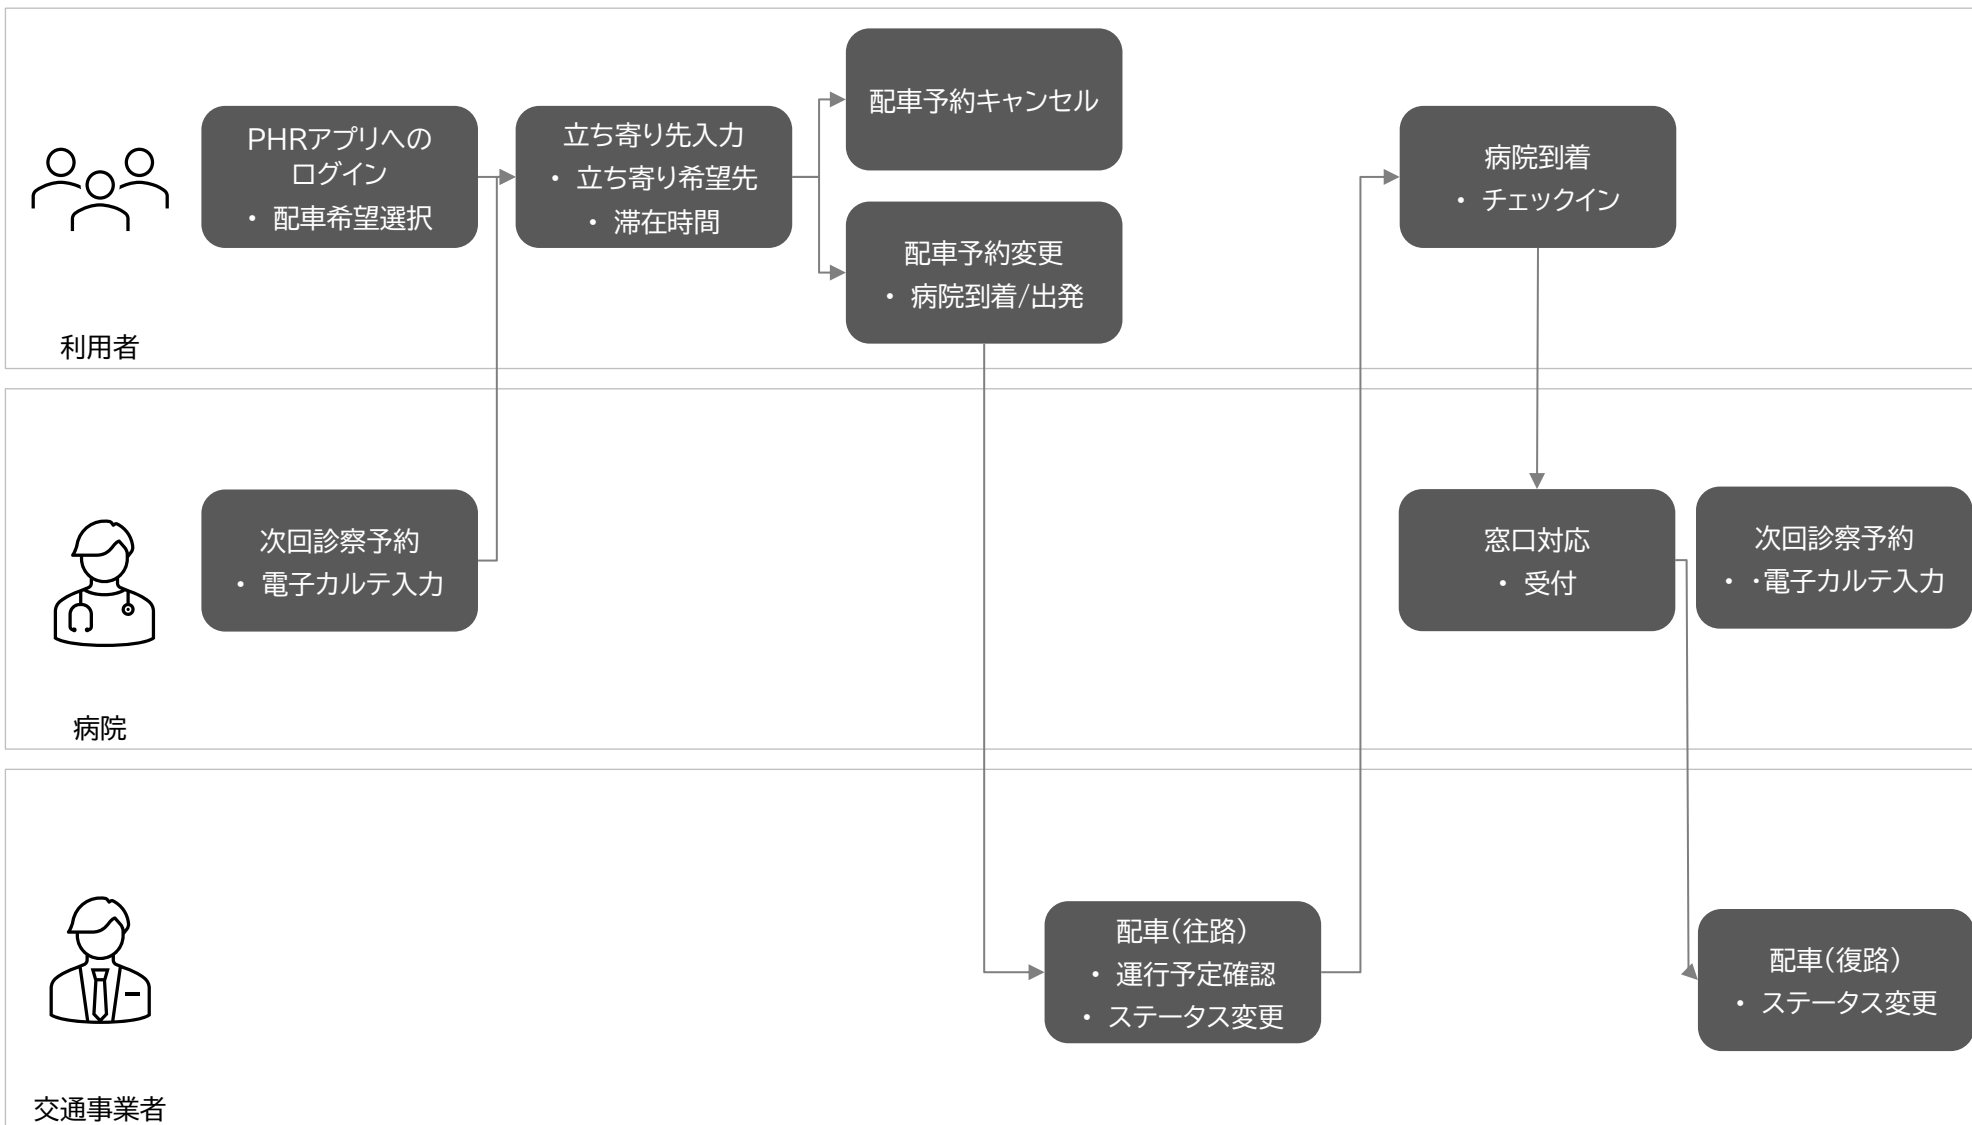 PHRアプリへの
ログイン
• 配車希望選択
立ち寄り先入力
• 立ち寄り希望先
• 滞在時間
配車予約キャンセル
配車予約変更
• 病院到着/出発
病院到着
• チェックイン
利用者
次回診察予約
• 電子カルテ入力
窓口対応
• 受付
次回診察予約
• ・電子カルテ入力
病院
配車(往路)
• 運行予定確認
• ステータス変更
配車(復路)
• ステータス変更
交通事業者